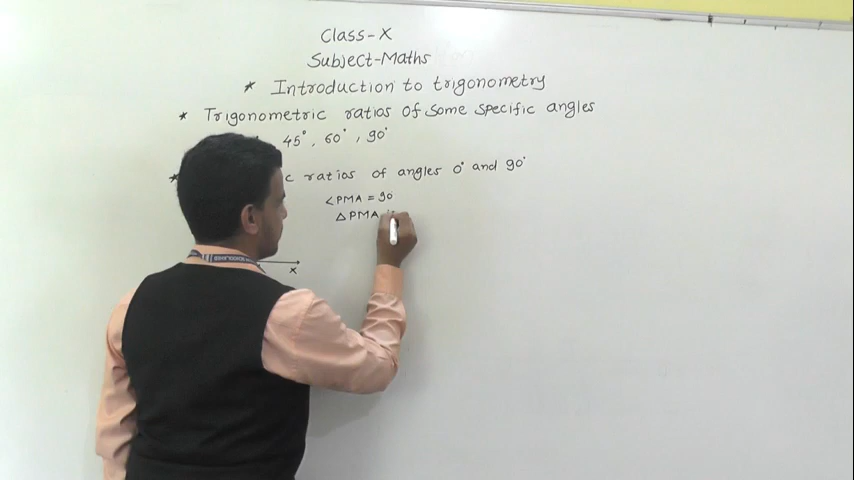 Class-X
Subject-Maths
* Introduction to trigonometry
* Trigonometric ratios of some specific angles
45°, 60°, 90°
* ratios of angles 0° and 90°
<PMA = 90
△PMA
X